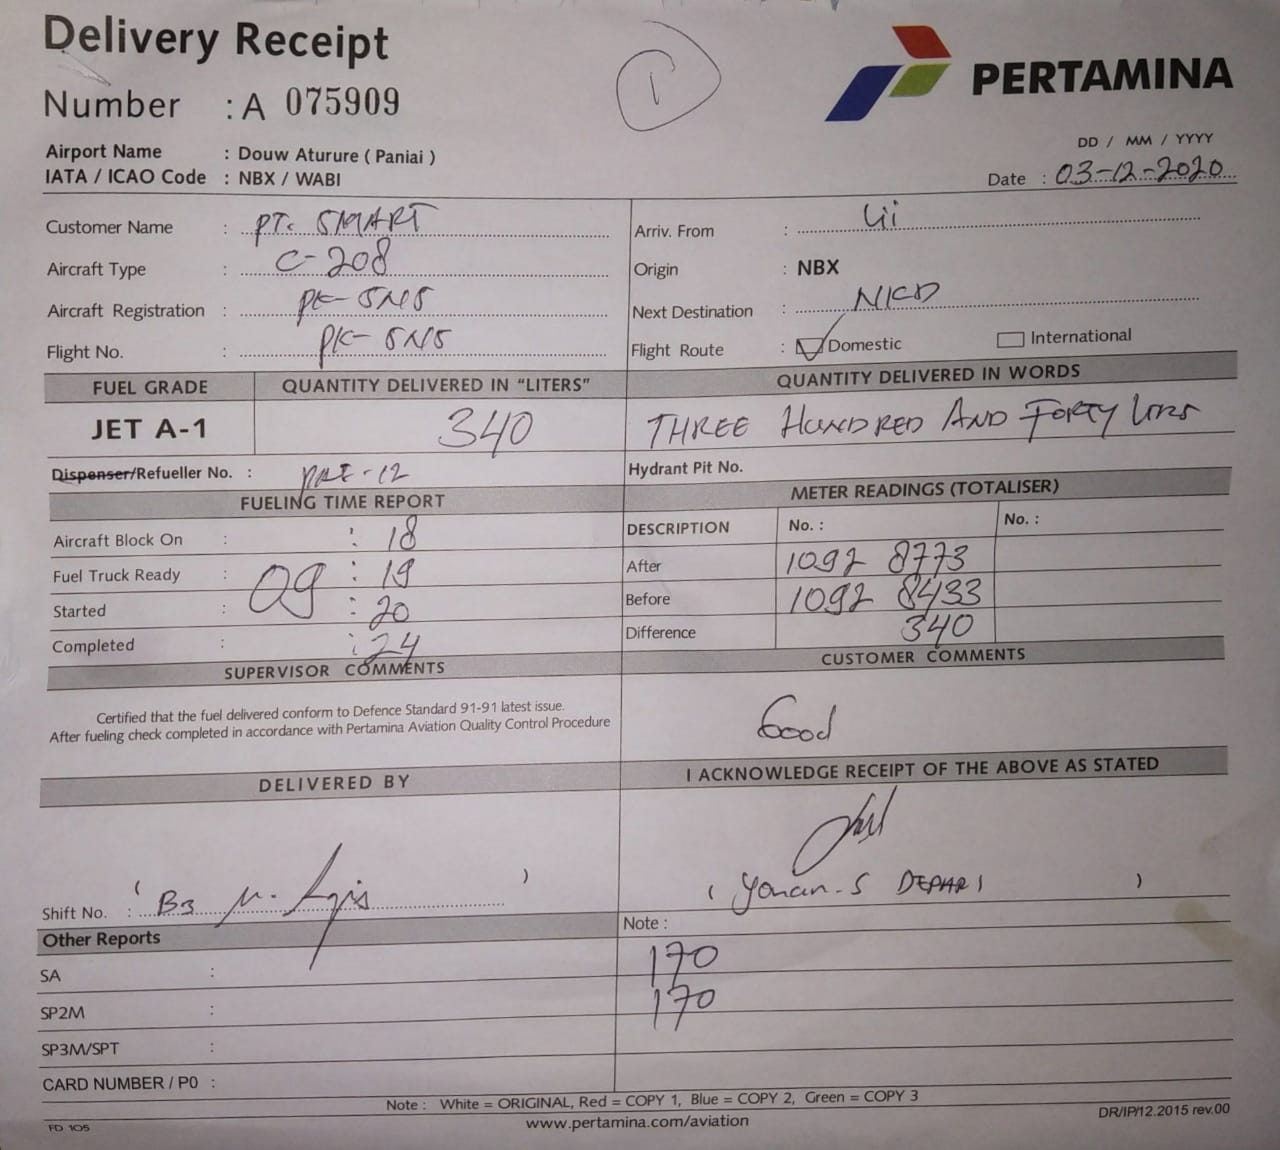 Delivery Receipt
Number : A 075909
1
PERTAMINA
Airport Name : Douw Aturure ( Paniai )
IATA / ICAO Code : NBX / WABI
DD / MM / YYYY
Date : 03-12-2020
Customer Name : PT. SMART
Aircraft Type : C-208
Aircraft Registration : PK-SNS
Flight No. : PK-SNS
Arriv. From :
Origin : NBX
Next Destination :
Flight Route : Domestic International
FUEL GRADE QUANTITY DELIVERED IN "LITERS" QUANTITY DELIVERED IN WORDS
JET A-1 340 THREE HUNDRED AND FORTY LTRS
Dispenser/Refueller No. : Hydrant Pit No.
FUELING TIME REPORT METER READINGS (TOTALISER)
DESCRIPTION No. : No. :
Aircraft Block On : : 18
Fuel Truck Ready : 09 : 19
Started : : 20
Completed : : 24
After 1092 8773
Before 1092 8433
Difference 340
SUPERVISOR COMMENTS CUSTOMER COMMENTS
Certified that the fuel delivered conform to Defence Standard 91-91 latest issue.
After fueling check completed in accordance with Pertamina Aviation Quality Control Procedure
Good
DELIVERED BY I ACKNOWLEDGE RECEIPT OF THE ABOVE AS STATED
( )
Shift No. : B3
( Yonan-S )
Other Reports Note :
SA : 170
SP2M : 170
SP3M/SPT :
CARD NUMBER / P0 :
Note : White = ORIGINAL, Red = COPY 1, Blue = COPY 2, Green = COPY 3
FD 105 www.pertamina.com/aviation DR/IP/12.2015 rev.00